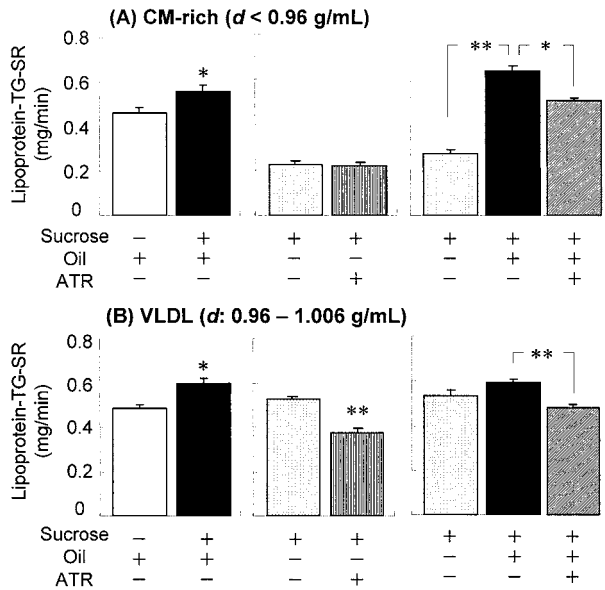 (A) CM-rich (d < 0.96 g/mL)
Lipoprotein-TG-SR
(mg/min)
0.8
0.6
0.4
0.2
0
*
** *
Sucrose − + + + + + +
Oil + + − − − + +
ATR − − − + − − +
(B) VLDL (d: 0.96 – 1.006 g/mL)
Lipoprotein-TG-SR
(mg/min)
0.8
0.6
0.4
0.2
0
*
**
**
Sucrose − + + + + + +
Oil + + − − − + +
ATR − − − + − − +